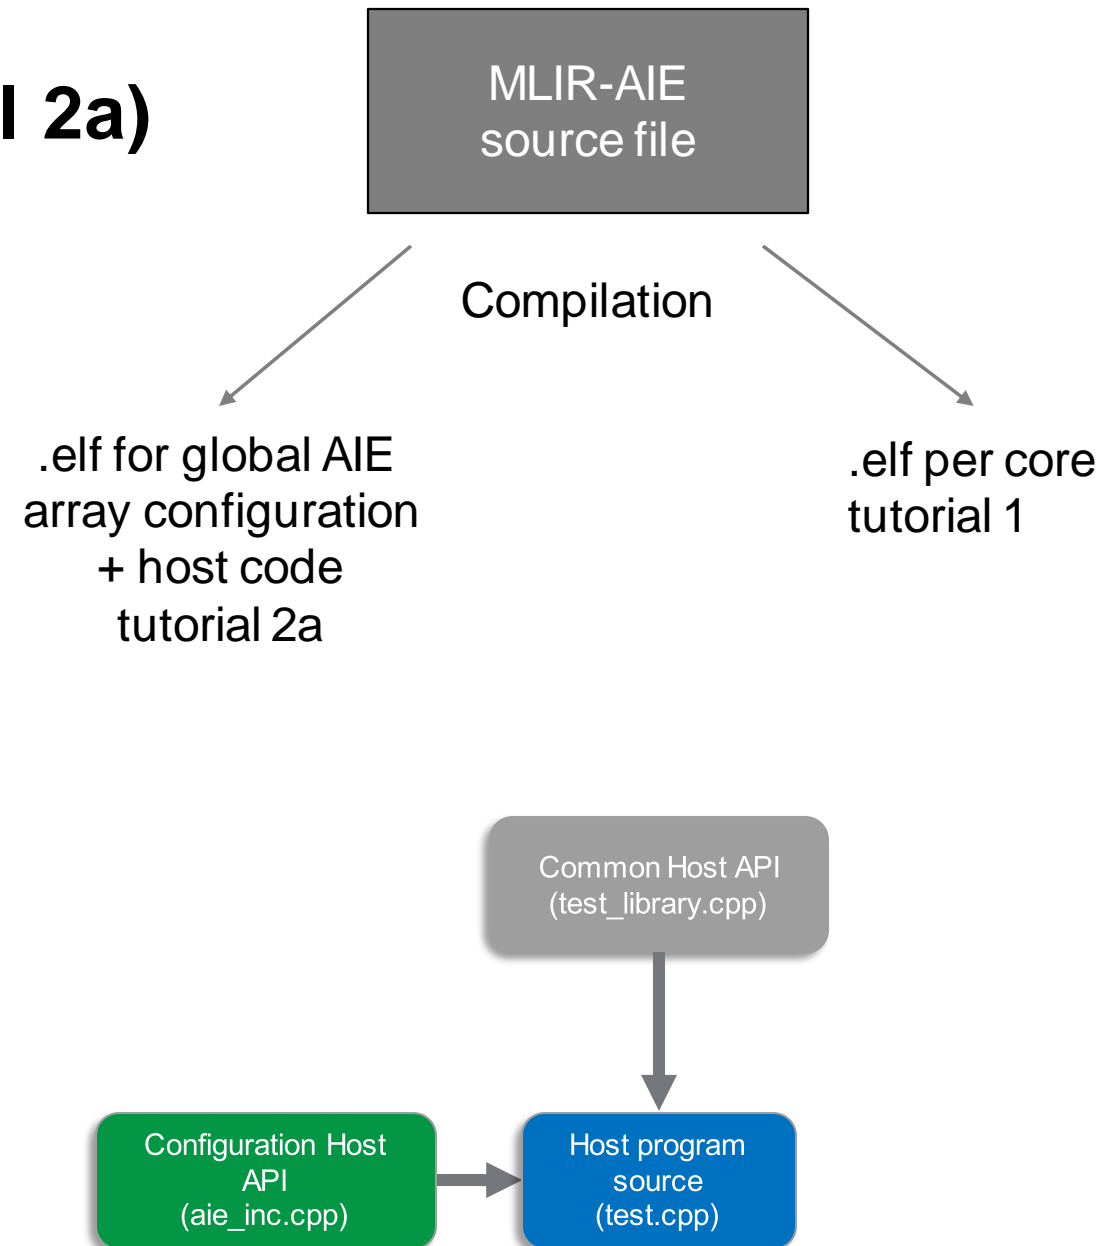 l 2a)
MLIR-AIE
source file
Compilation
.elf for global AIE
array configuration
+ host code
tutorial 2a
.elf per core
tutorial 1
Common Host API
(test_library.cpp)
Configuration Host
API
(aie_inc.cpp)
Host program
source
(test.cpp)